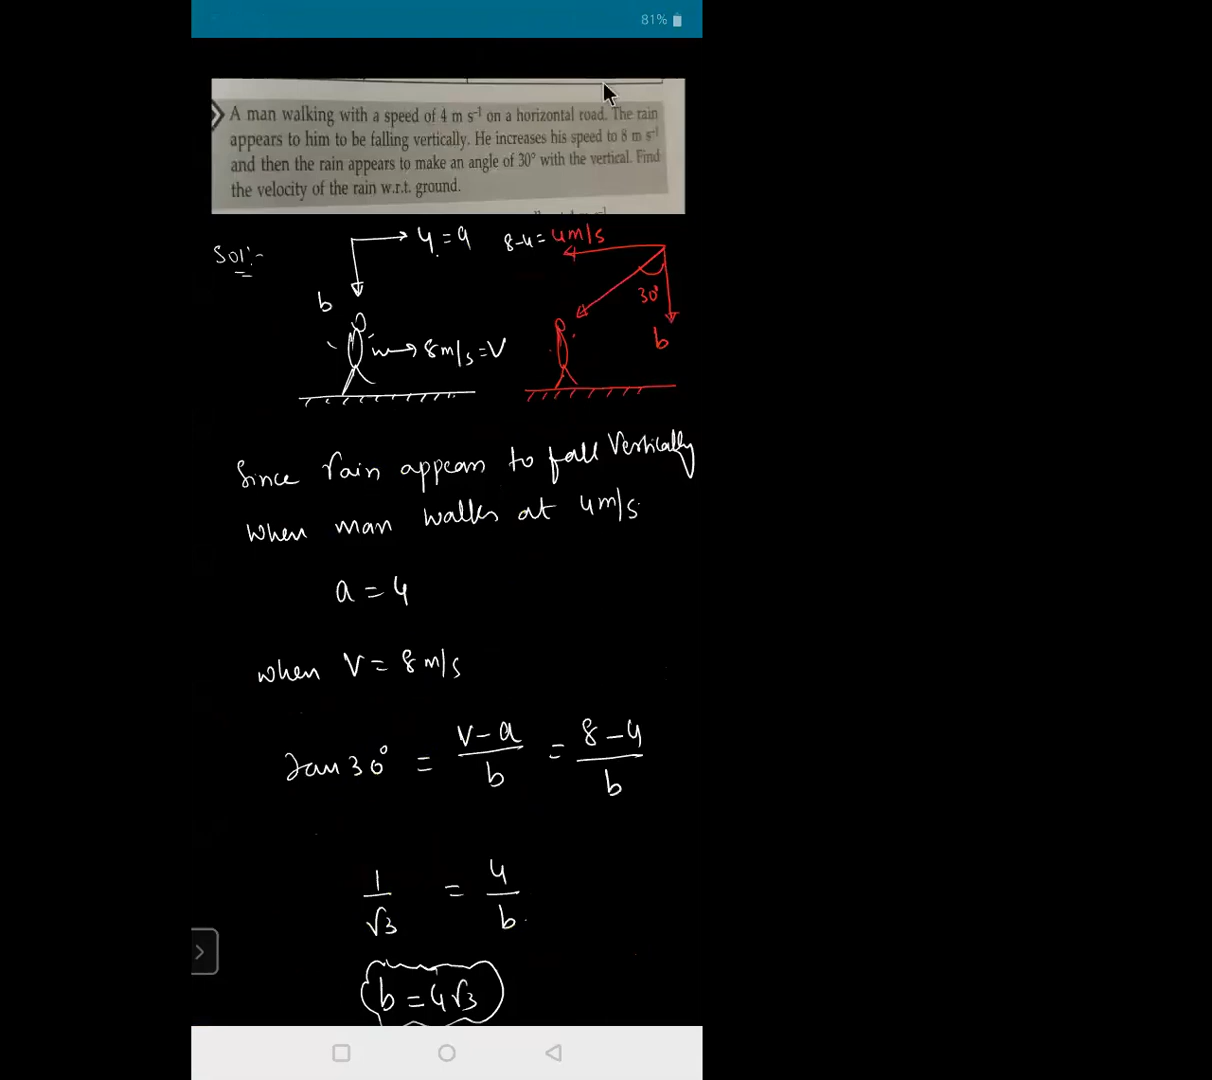 81%
A man walking with a speed of 4 m s⁻¹ on a horizontal road. The rain
appears to him to be falling vertically. He increases his speed to 8 m s⁻¹
and then the rain appears to make an angle of 30° with the vertical. Find
the velocity of the rain w.r.t. ground.
Sol:-
4 = a
8-4 = 4m/s
b
30°
8m/s = V
b
Since rain appears to fall Vertically
When man walks at 4m/s.
a = 4
when V = 8 m/s
Tan 30° = V-a/b = 8-4/b
1/√3 = 4/b
b = 4√3